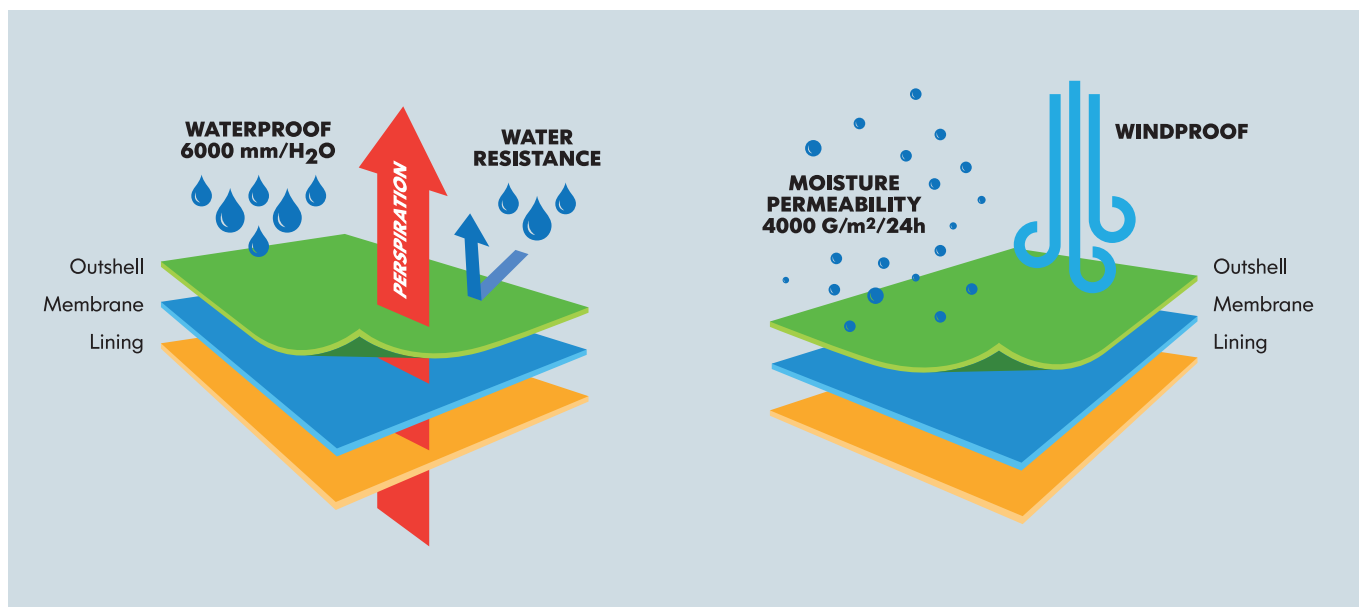 WATERPROOF
6000 mm/H₂O
PERSPIRATION
WATER
RESISTANCE
Outshell
Membrane
Lining
MOISTURE
PERMEABILITY
4000 G/m²/24h
WINDPROOF
Outshell
Membrane
Lining